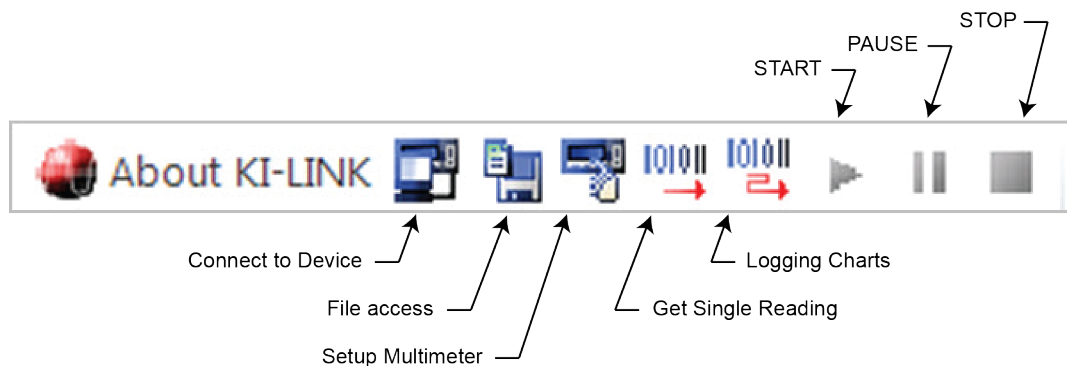 STOP
PAUSE
START
About KI-LINK
Connect to Device
Logging Charts
File access
Get Single Reading
Setup Multimeter